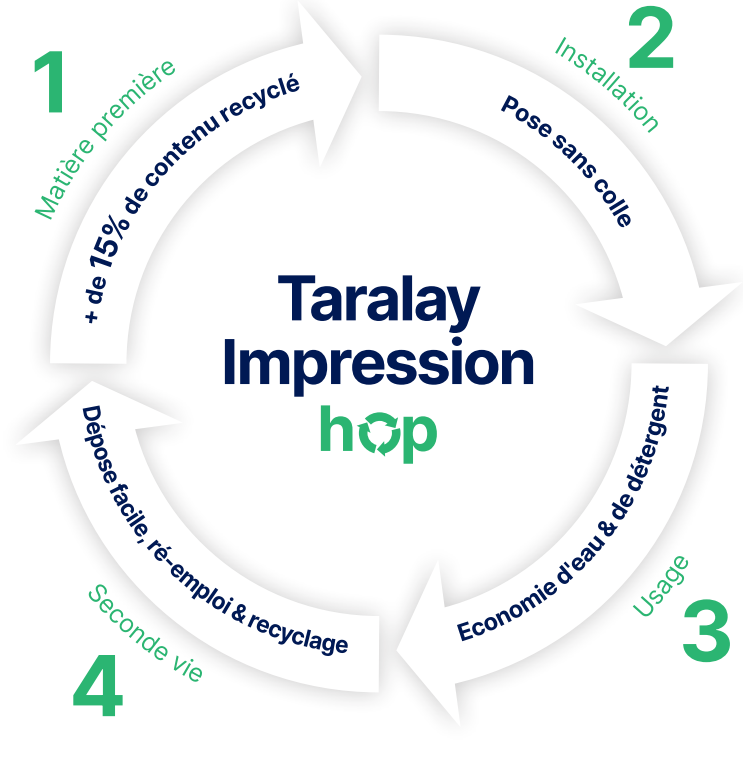 1
Matière première
+ de 15% de contenu recyclé
2
Installation
Pose sans colle
Taralay
Impression
hop
3
Usage
Economie d'eau & de détergent
4
Seconde vie
Dépose facile, ré-emploi & recyclage